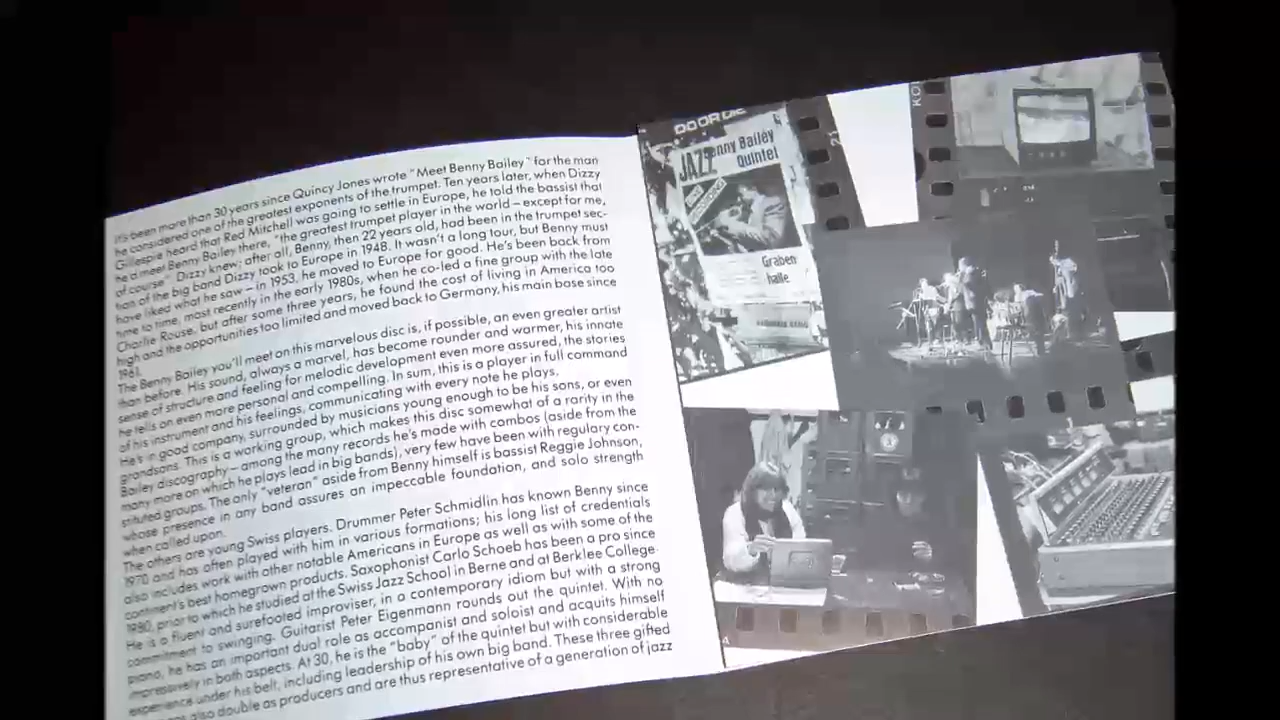 It's been more than 30 years since Quincy Jones wrote "Meet Benny Bailey" for the man
he considered one of the greatest exponents of the trumpet. Ten years later, when Dizzy
Gillespie heard that Red Mitchell was going to settle in Europe, he told the bassist that
he'd meet Benny Bailey there, "the greatest trumpet player in the world – except for me,
of course". Dizzy knew; after all, Benny, then 22 years old, had been in the trumpet sec-
tion of the big band Dizzy took to Europe in 1948. It wasn't a long tour, but Benny must
have liked what he saw – in 1953, he moved to Europe for good. He's been back from
time to time, most recently in the early 1980s, when he co-led a fine group with the late
Charlie Rouse, but after some three years, he found the cost of living in America too
high and the opportunities too limited and moved back to Germany, his main base since
1961.
The Benny Bailey you'll meet on this marvelous disc is, if possible, an even greater artist
than before. His sound, always a marvel, has become rounder and warmer, his innate
sense of structure and feeling for melodic development even more assured, the stories
he tells on even more personal and compelling. In sum, this is a player in full command
of his instrument and his feelings, communicating with every note he plays.
He's in good company, surrounded by musicians young enough to be his sons, or even
grandsons. This is a working group, which makes this disc somewhat of a rarity in the
Bailey discography – among the many records he's made with combos (aside from the
many more on which he plays lead in big bands), very few have been with regulary con-
stituted groups. The only "veteran" aside from Benny himself is bassist Reggie Johnson,
whose presence in any band assures an impeccable foundation, and solo strength
when called upon.
The others are young Swiss players. Drummer Peter Schmidlin has known Benny since
1970 and has often played with him in various formations; his long list of credentials
also includes work with other notable Americans in Europe as well as with some of the
continent's best homegrown products. Saxophonist Carlo Schoeb has been a pro since
1980, prior to which he studied at the Swiss Jazz School in Berne and at Berklee College.
He is a fluent and surefooted improviser, in a contemporary idiom but with a strong
commitment to swinging. Guitarist Peter Eigenmann rounds out the quintet. With no
piano, he has an important dual role as accompanist and soloist and acquits himself
impressively in both aspects. At 30, he is the "baby" of the quintet but with considerable
experience under his belt, including leadership of his own big band. These three gifted
also double as producers and are thus representative of a generation of jazz
DO OR DIE
JAZZ
Benny Bailey
Quintet
Graben
halle
21
KO